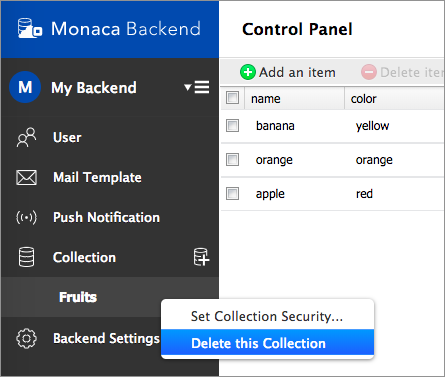 Monaca Backend
Control Panel
M My Backend
Add an item
Delete ite
name color
User
banana yellow
Mail Template
orange orange
Push Notification
apple red
Collection
Fruits
Set Collection Security...
Backend Settings
Delete this Collection